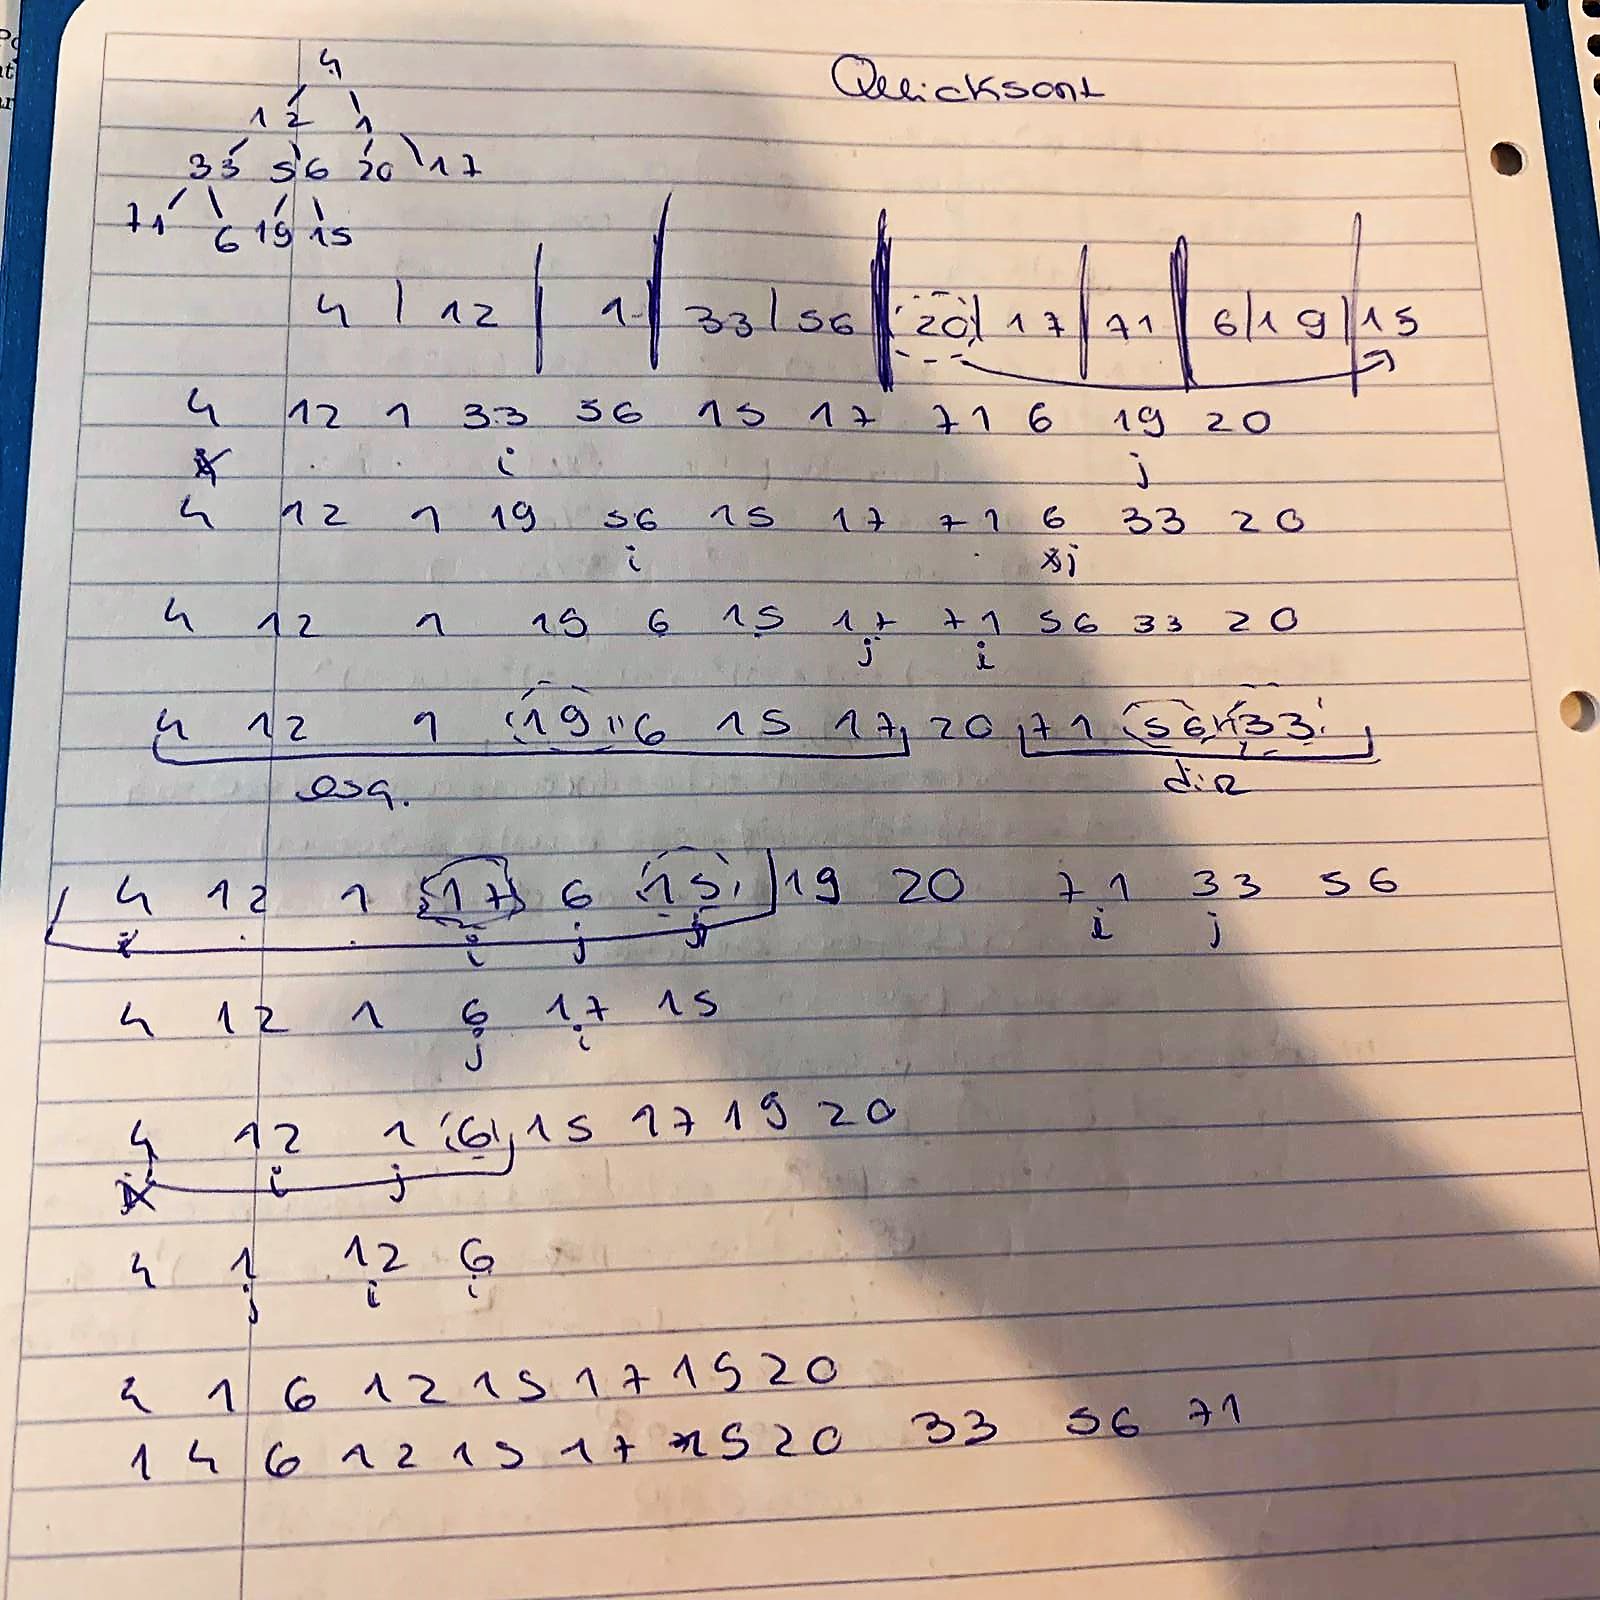 Quicksort
4
12 1
33 56 20 17
71 6 19 15
4 | 12 | 1 | 33 | 56 | 20 | 17 | 71 | 6 | 19 | 15
4 12 1 33 56 15 17 71 6 19 20
i j
4 12 1 19 56 15 17 71 6 33 20
i j
4 12 1 19 6 15 17 71 56 33 20
j i
4 12 1 19 6 15 17 20 71 56 33
esq. dir
4 12 1 17 6 15 19 20 71 33 56
i i j j i j
4 12 1 6 17 15
j i
4 12 1 6 15 17 19 20
i j
4 1 12 6
j i i
4 1 6 12 15 17 19 20
1 4 6 12 15 17 19 20 33 56 71